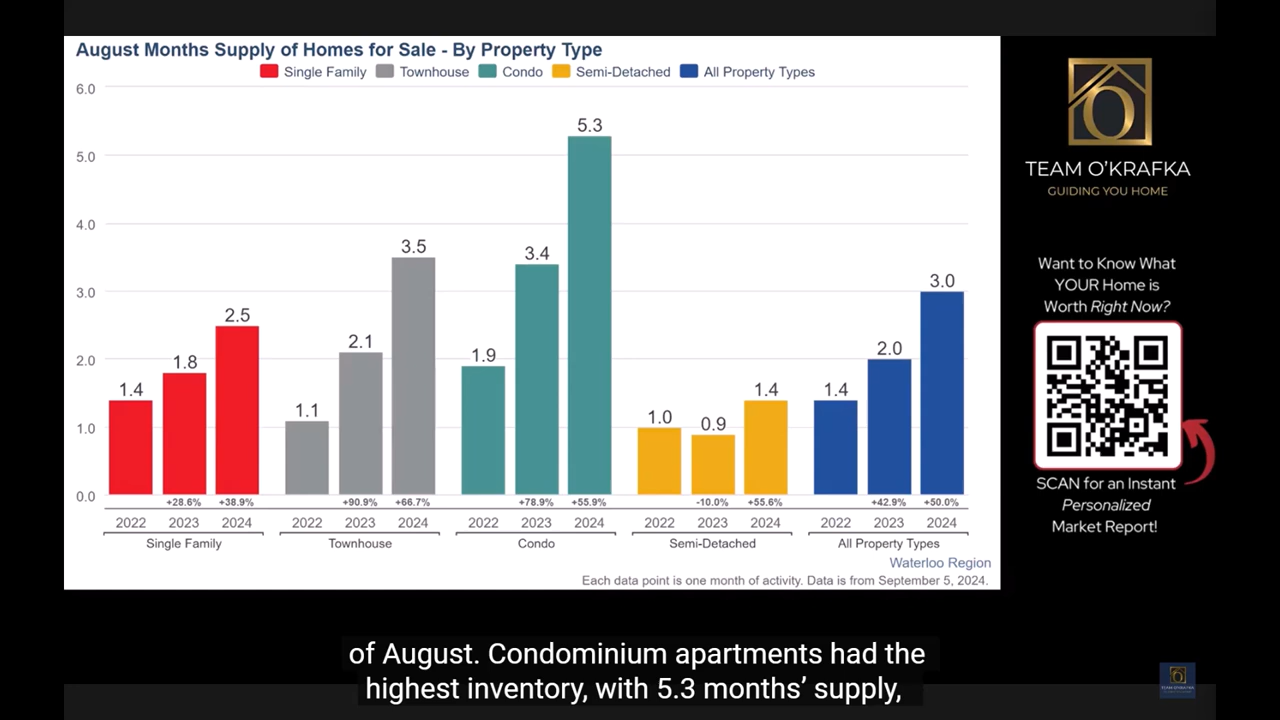 August Months Supply of Homes for Sale - By Property Type
Single Family Townhouse Condo Semi-Detached All Property Types
6.0
5.0
4.0
3.0
2.0
1.0
0.0
1.4 1.8 2.5
1.1 2.1 3.5
1.9 3.4 5.3
1.0 0.9 1.4
1.4 2.0 3.0
+28.6% +38.9% +90.9% +66.7% +78.9% +55.9% -10.0% +55.6% +42.9% +50.0%
2022 2023 2024 2022 2023 2024 2022 2023 2024 2022 2023 2024 2022 2023 2024
Single Family Townhouse Condo Semi-Detached All Property Types
Waterloo Region
Each data point is one month of activity. Data is from September 5, 2024.
O
TEAM O'KRAFKA
GUIDING YOU HOME
Want to Know What
YOUR Home is
Worth Right Now?
SCAN for an Instant
Personalized
Market Report!
of August. Condominium apartments had the
highest inventory, with 5.3 months’ supply,
TEAM O'KRAFKA